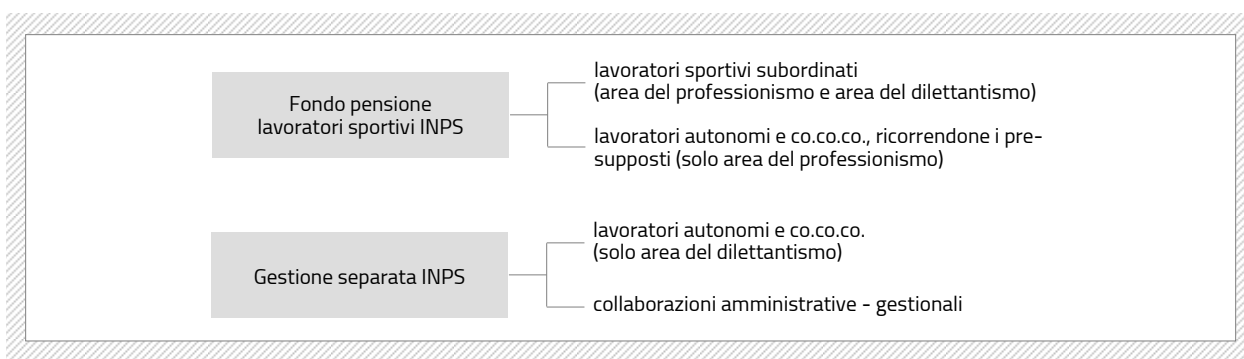 Fondo pensione
lavoratori sportivi INPS
lavoratori sportivi subordinati
(area del professionismo e area del dilettantismo)
lavoratori autonomi e co.co.co., ricorrendone i pre-
supposti (solo area del professionismo)
Gestione separata INPS
lavoratori autonomi e co.co.co.
(solo area del dilettantismo)
collaborazioni amministrative - gestionali